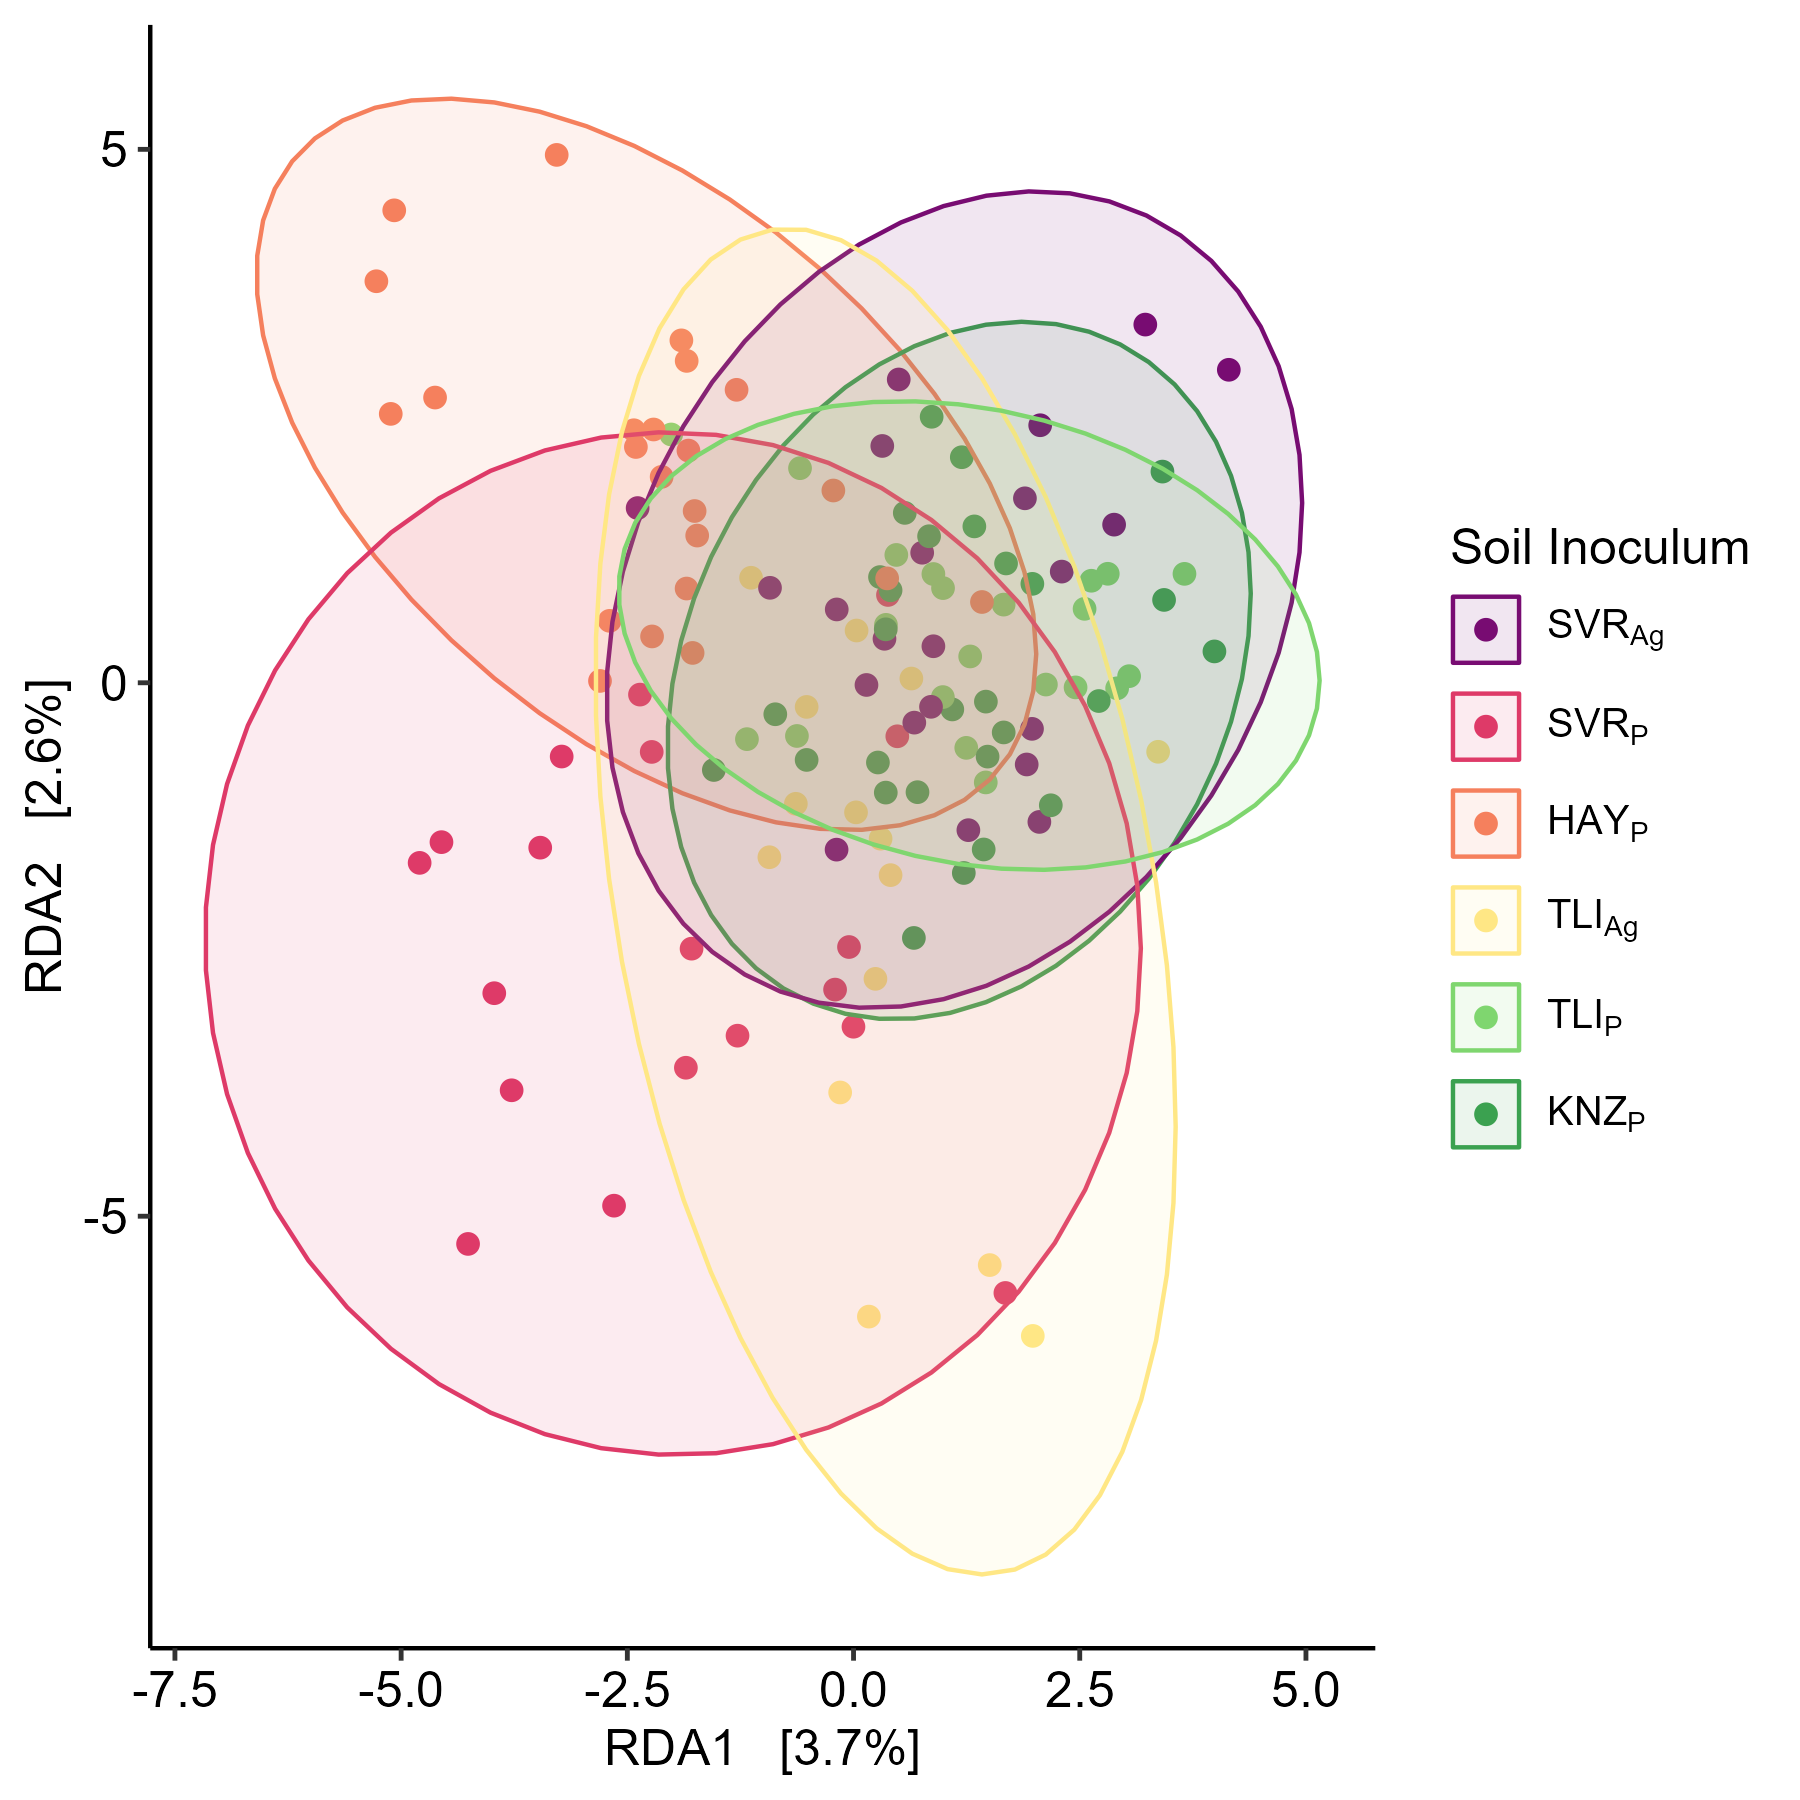 5
0
-5
RDA2 [2.6%]
-7.5 -5.0 -2.5 0.0 2.5 5.0
RDA1 [3.7%]
Soil Inoculum
SVRAg
SVRP
HAYP
TLIAg
TLIP
KNZP